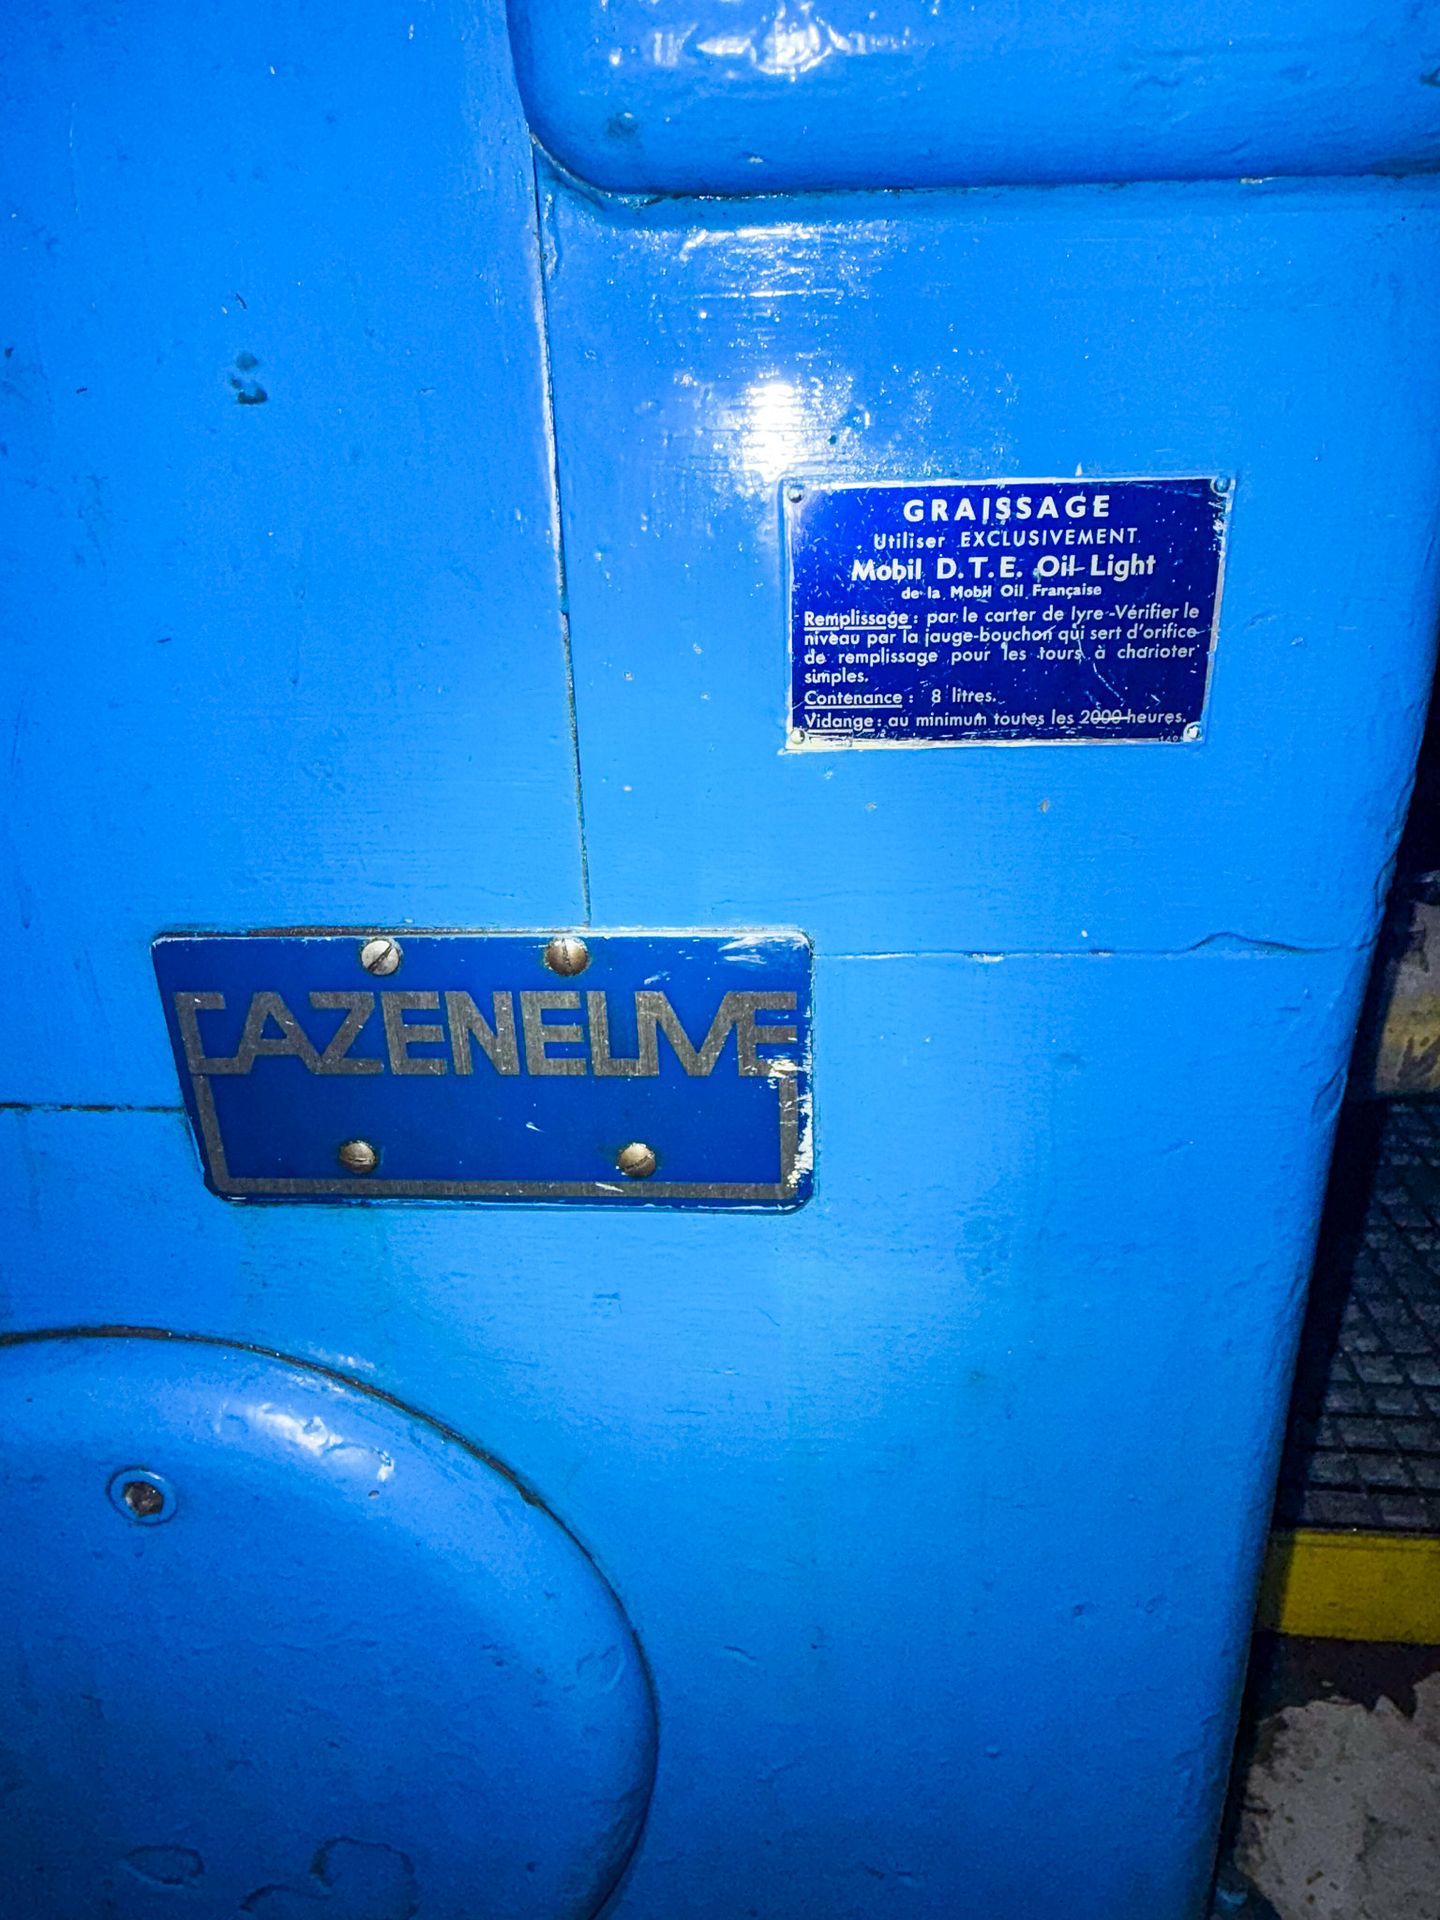 GRAISSAGE
Utiliser EXCLUSIVEMENT
Mobil D.T.E. Oil Light
de la Mobil Oil Française
Remplissage : par le carter de lyre - Vérifier le
niveau par la jauge-bouchon qui sert d'orifice
de remplissage pour les tours à charioter
simples.
Contenance : 8 litres.
Vidange : au minimum toutes les 2000 heures.
CAZENEUVE